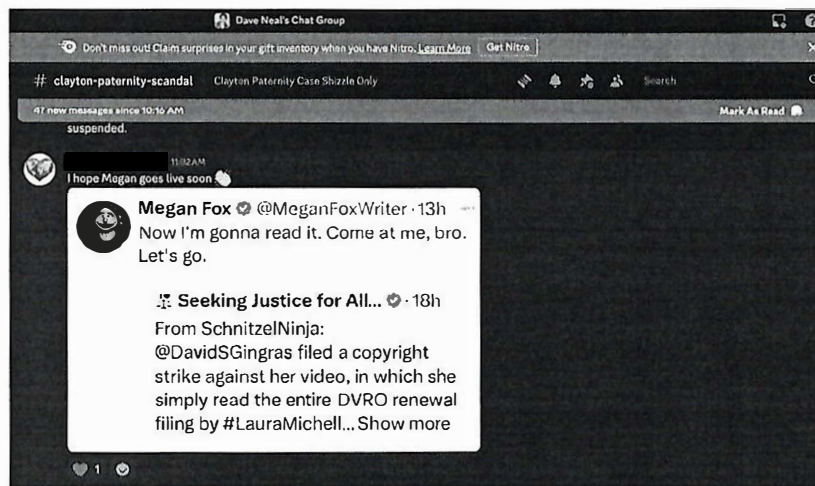 Dave Neal's Chat Group
Don't miss out! Claim surprises in your gift inventory when you have Nitro. Learn More Get Nitro
# clayton-paternity-scandal Clayton Paternity Case Shizzle Only Search
47 new messages since 10:16 AM Mark As Read
suspended.
11:02 AM
I hope Megan goes live soon
Megan Fox @MeganFoxWriter · 13h
Now I'm gonna read it. Come at me, bro.
Let's go.
Seeking Justice for All... · 18h
From SchnitzelNinja:
@DavidSGingras filed a copyright
strike against her video, in which she
simply read the entire DVRO renewal
filing by #LauraMichell... Show more
1